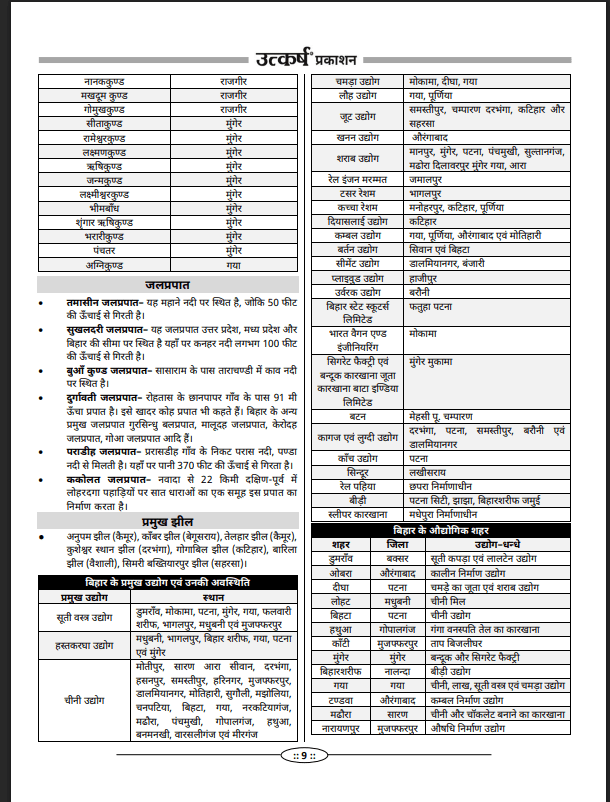 उत्कर्ष® प्रकाशन
नानककुण्ड राजगीर
मखदूम कुण्ड राजगीर
गोमुखकुण्ड राजगीर
सीताकुण्ड मुंगेर
रामेश्वरकुण्ड मुंगेर
लक्ष्मणकुण्ड मुंगेर
ऋषिकुण्ड मुंगेर
जन्मकुण्ड मुंगेर
लक्ष्मीश्वरकुण्ड मुंगेर
भीमबाँध मुंगेर
शृंगार ऋषिकुण्ड मुंगेर
भरारीकुण्ड मुंगेर
पंचतर मुंगेर
अग्निकुण्ड गया
जलप्रपात
• तमासीन जलप्रपात– यह महाने नदी पर स्थित है, जोकि 50 फीट
की ऊँचाई से गिरती है।
• सुखलदरी जलप्रपात– यह जलप्रपात उत्तर प्रदेश, मध्य प्रदेश और
बिहार की सीमा पर स्थित है यहाँ पर कनहर नदी लगभग 100 फीट
की ऊँचाई से गिरती है।
• बुआँ कुण्ड जलप्रपात– सासाराम के पास ताराचण्डी में काव नदी
पर स्थित है।
• दुर्गावती जलप्रपात– रोहतास के छानपापर गाँव के पास 91 मी
ऊँचा प्रपात है। इसे खादर कोह प्रपात भी कहते हैं। बिहार के अन्य
प्रमुख जलप्रपात गुरसिन्धु बलप्रपात, मालूदह जलप्रपात, केरोदह
जलप्रपात, गोआ जलप्रपात आदि हैं।
• पराडीह जलप्रपात– प्ररासडीह गाँव के निकट परास नदी, पण्डा
नदी से मिलती है। यहाँ पर पानी 370 फीट की ऊँचाई से गिरता है।
• ककोलत जलप्रपात– नवादा से 22 किमी दक्षिण-पूर्व में
लोहरदगा पहाड़ियों पर सात धाराओं का एक समूह इस प्रपात का
निर्माण करता है।
प्रमुख झील
• अनुपम झील (कैमूर), काँबर झील (बेगूसराय), तेलहार झील (कैमूर),
कुशेश्वर स्थान झील (दरभंगा), गोगाबिल झील (कटिहार), बारिला
झील (वैशाली), सिमरी बख्तियारपुर झील (सहरसा)।
बिहार के प्रमुख उद्योग एवं उनकी अवस्थिति
प्रमुख उद्योग स्थान
सूती वस्त्र उद्योग डुमराँव, मोकामा, पटना, मुंगेर, गया, फलवारी
शरीफ, भागलपुर, मधुबनी एवं मुजफ्फरपुर
हस्तकरघा उद्योग मधुबनी, भागलपुर, बिहार शरीफ, गया, पटना
एवं मुंगेर
चीनी उद्योग मोतीपुर, सारण आरा सीवान, दरभंगा,
हसनपुर, समस्तीपुर, हरिनगर, मुजफ्फरपुर,
डालमियानगर, मोतिहारी, सुगौली, मझोलिया,
चनपटिया, बिहटा, गया, नरकटियागंज,
मढौरा, पंचमुखी, गोपालगंज, हथुआ,
बनमनखी, वारसलीगंज एवं मीरगंज
चमड़ा उद्योग मोकामा, दीघा, गया
लौह उद्योग गया, पूर्णिया
जूट उद्योग समस्तीपुर, चम्पारण दरभंगा, कटिहार और
सहरसा
खनन उद्योग औरंगाबाद
शराब उद्योग मानपुर, मुंगेर, पटना, पंचमुखी, सुल्तानगंज,
मढोरा दिलावरपुर मुंगेर गया, आरा
रेल इंजन मरम्मत जमालपुर
टसर रेशम भागलपुर
कच्चा रेशम मनोहरपुर, कटिहार, पूर्णिया
दियासलाई उद्योग कटिहार
कम्बल उद्योग गया, पूर्णिया, औरंगाबाद एवं मोतिहारी
बर्तन उद्योग सिवान एवं बिहटा
सीमेंट उद्योग डालमियानगर, बंजारी
प्लाइवुड उद्योग हाजीपुर
उर्वरक उद्योग बरौनी
बिहार स्टेट स्कूटर्स फतुहा पटना
लिमिटेड
भारत वैगन एण्ड मोकामा
इंजीनियरिंग
सिगरेट फैक्ट्री एवं मुंगेर मुकामा
बन्दूक कारखाना जूता
कारखाना बाटा इण्डिया
लिमिटेड
बटन मेहसी पू. चम्पारण
कागज एवं लुग्दी उद्योग दरभंगा, पटना, समस्तीपुर, बरौनी एवं
डालमियानगर
काँच उद्योग पटना
सिन्दूर लखीसराय
रेल पहिया छपरा निर्माणाधीन
बीड़ी पटना सिटी, झाझा, बिहारशरीफ जमुई
स्लीपर कारखाना मधेपुरा निर्माणाधीन
बिहार के औद्योगिक शहर
शहर जिला उद्योग–धन्धे
डुमराँव बक्सर सूती कपड़ा एवं लालटेन उद्योग
ओबरा औरंगाबाद कालीन निर्माण उद्योग
दीघा पटना चमड़े का जूता एवं शराब उद्योग
लोहट मधुबनी चीनी मिल
बिहटा पटना चीनी उद्योग
हथुआ गोपालगंज गंगा वनस्पति तेल का कारखाना
काँटी मुजफ्फरपुर ताप बिजलीघर
मुंगेर मुंगेर बन्दूक और सिगरेट फैक्ट्री
बिहारशरीफ नालन्दा बीड़ी उद्योग
गया गया चीनी, लाख, सूती वस्त्र एवं चमड़ा उद्योग
टण्डवा औरंगाबाद कम्बल निर्माण उद्योग
मढौरा सारण चीनी और चॉकलेट बनाने का कारखाना
नारायणपुर मुजफ्फरपुर औषधि निर्माण उद्योग
:: 9 ::